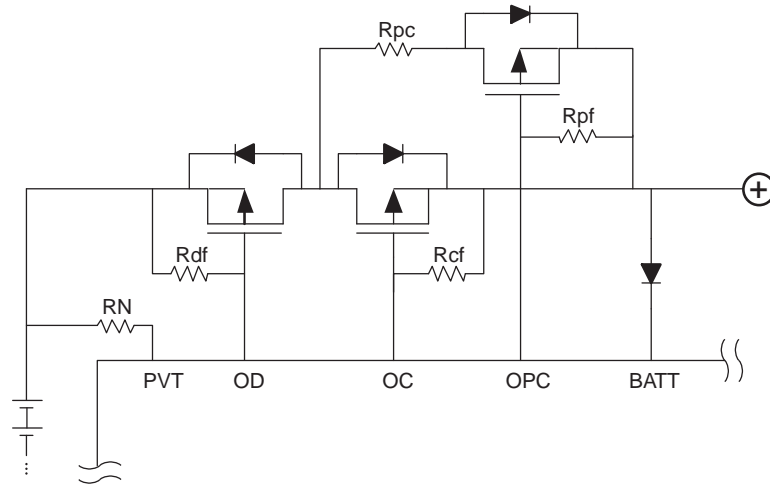 Rpc
Rpf
+
Rdf
Rcf
RN
PVT OD OC OPC BATT
...